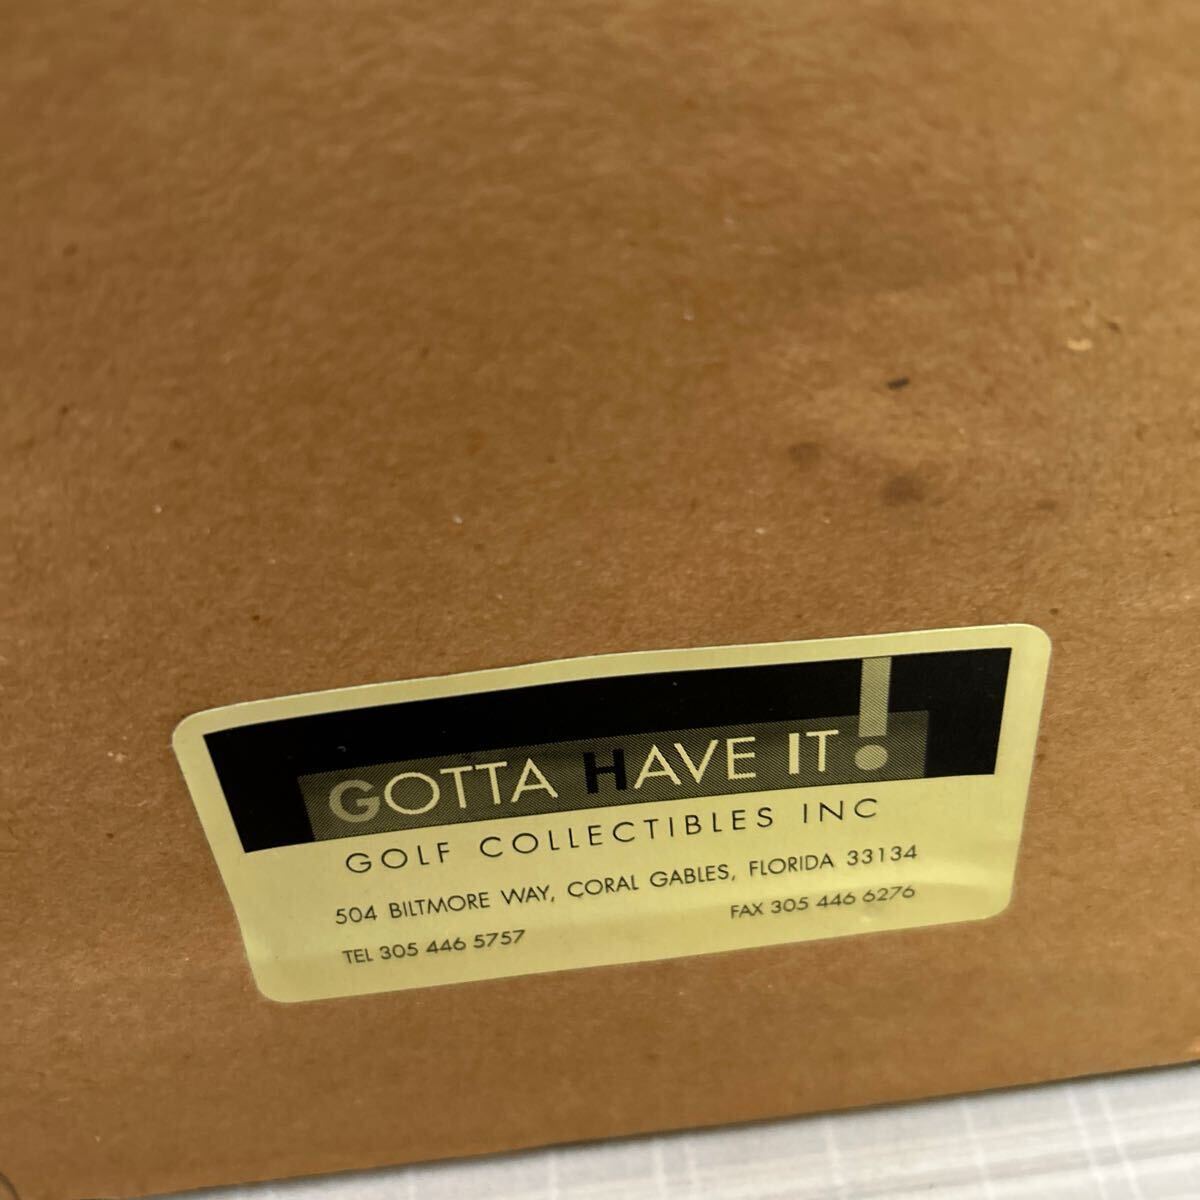 GOTTA HAVE IT!
GOLF COLLECTIBLES INC
504 BILTMORE WAY, CORAL GABLES, FLORIDA 33134
TEL 305 446 5757 FAX 305 446 6276